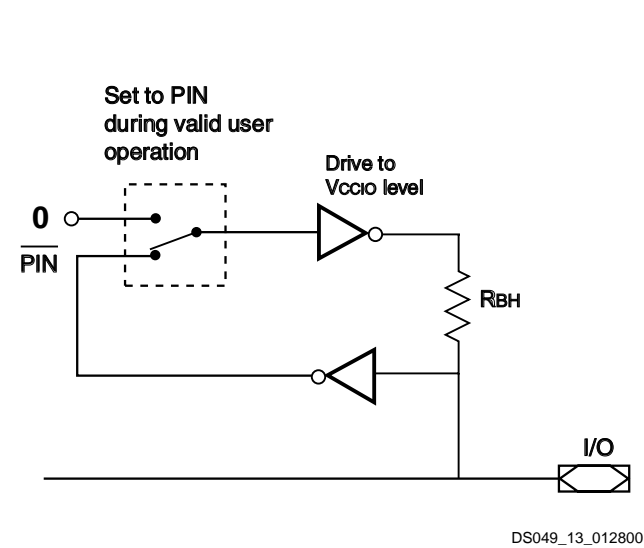 Set to PIN
during valid user
operation
Drive to
VCCIO level
0
PIN
RBH
I/O
DS049_13_012800